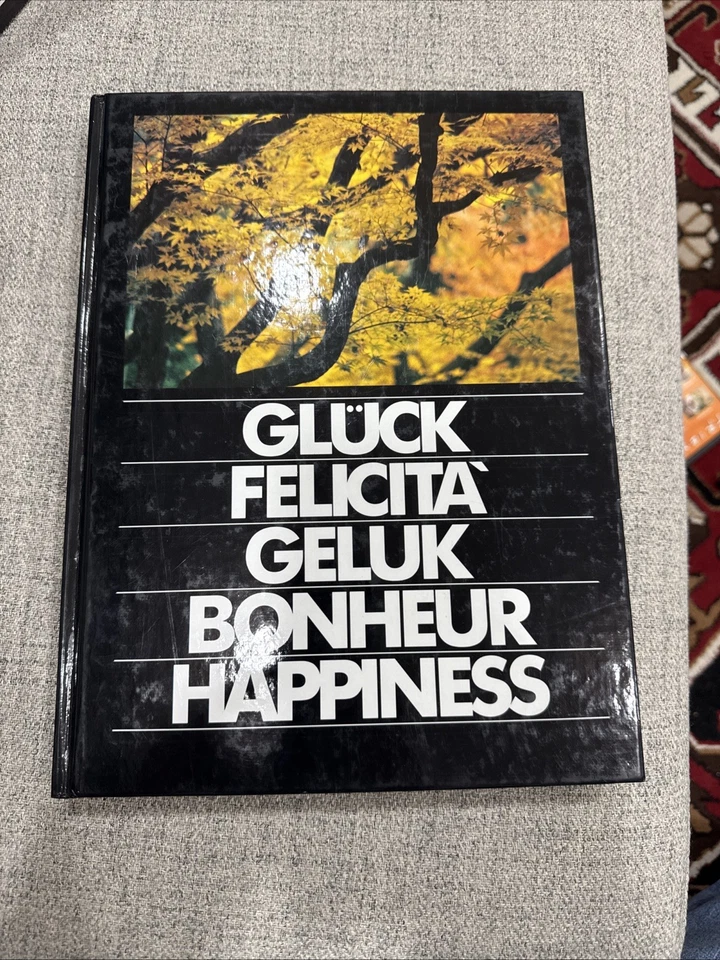 GLÜCK
FELICITA`
GELUK
BONHEUR
HAPPINESS